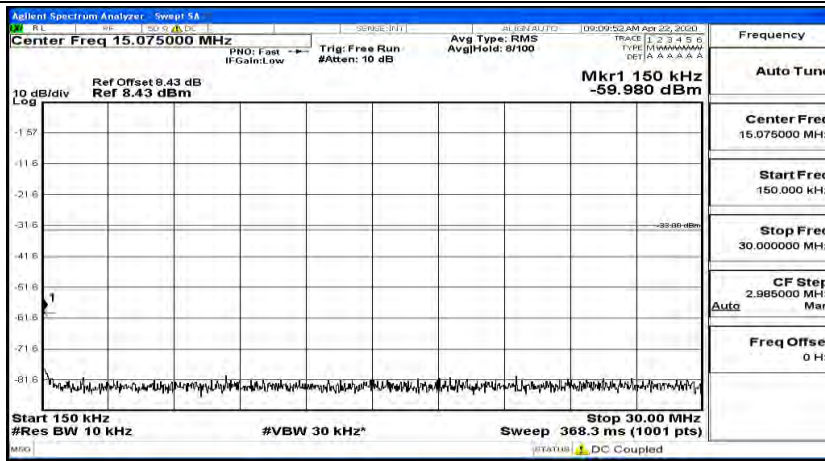 Agilent Spectrum Analyzer - Swept SA
RL RF 50 Ω DC SENSE:INT ALIGN AUTO 09:09:52 AM Apr 22, 2020
Center Freq 15.075000 MHz
PNO: Fast
IFGain:Low
Trig: Free Run
#Atten: 10 dB
Avg Type: RMS
Avg|Hold: 8/100
TRACE 1 2 3 4 5 6
TYPE MWWWWW
DET A A A A A A
Ref Offset 8.43 dB
10 dB/div Ref 8.43 dBm
Log
Mkr1 150 kHz
-59.980 dBm
-1.57
-11.6
-21.6
-31.6
-33.00 dBm
-41.6
-51.6
1
-61.6
-71.6
-81.6
Start 150 kHz
Stop 30.00 MHz
#Res BW 10 kHz
#VBW 30 kHz*
Sweep 368.3 ms (1001 pts)
MSG
STATUS DC Coupled
Frequency
Auto Tune
Center Freq
15.075000 MHz
Start Freq
150.000 kHz
Stop Freq
30.000000 MHz
CF Step
2.985000 MHz
Auto Man
Freq Offset
0 Hz